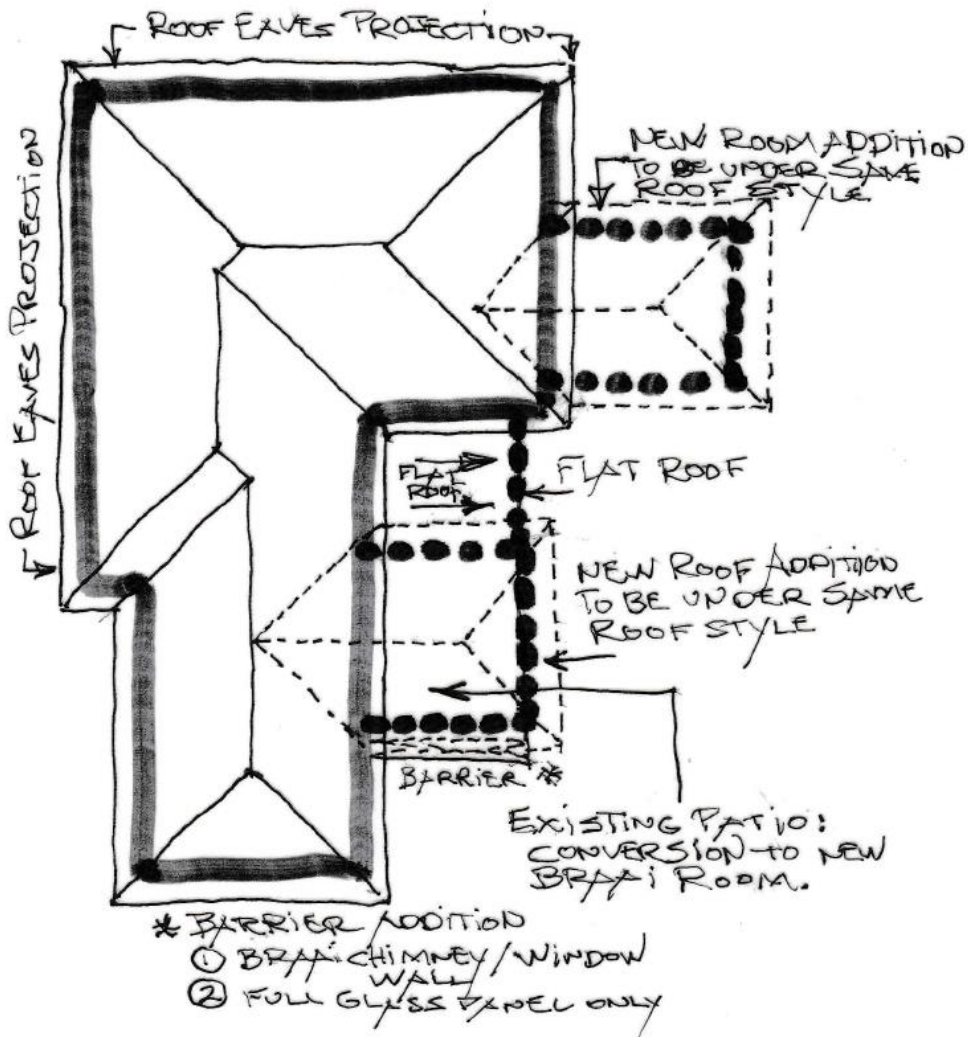 ROOF EAVES PROJECTION
ROOF EAVES PROJECTION
NEW ROOM ADDITION
TO BE UNDER SAME
ROOF STYLE
FLAT
ROOF
FLAT ROOF
NEW ROOF ADDITION
TO BE UNDER SAME
ROOF STYLE
2
BARRIER *
EXISTING PATIO:
CONVERSION TO NEW
BRAAI ROOM.
* BARRIER ADDITION
① BRAAI CHIMNEY/WINDOW
WALL
② FULL GLASS PANEL ONLY